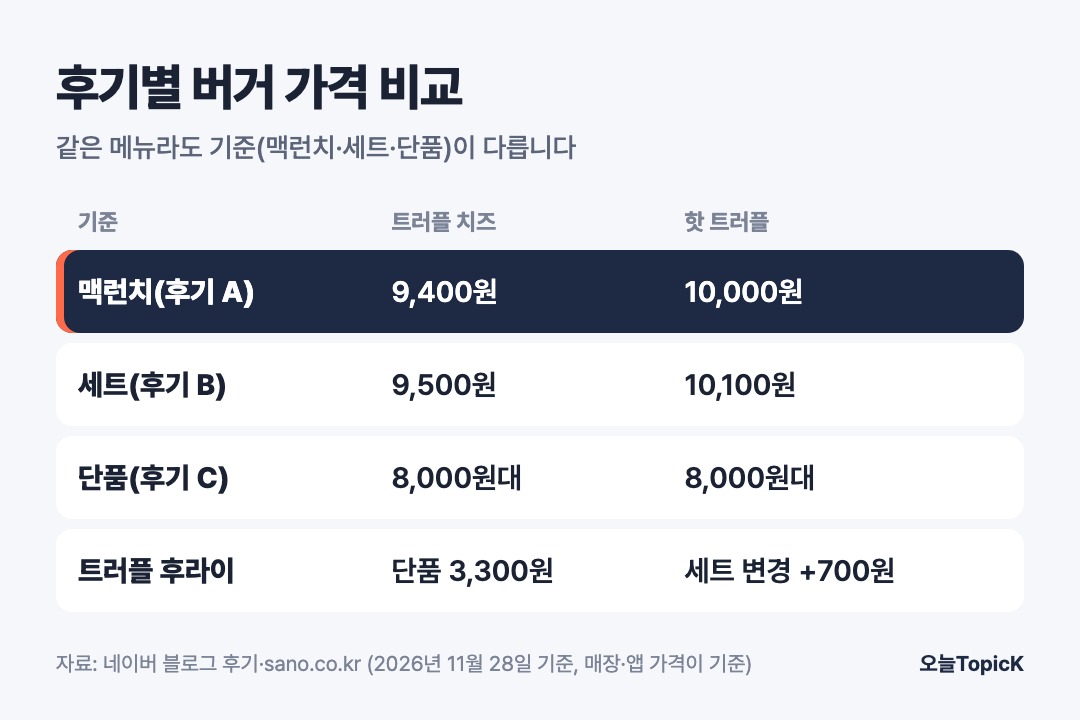 후기별 버거 가격 비교
같은 메뉴라도 기준(맥런치·세트·단품)이 다릅니다
기준 트러플 치즈 핫 트러플
맥런치(후기 A) 9,400원 10,000원
세트(후기 B) 9,500원 10,100원
단품(후기 C) 8,000원대 8,000원대
트러플 후라이 단품 3,300원 세트 변경 +700원
자료: 네이버 블로그 후기·sano.co.kr (2026년 11월 28일 기준, 매장·앱 가격이 기준) 오늘TopicK